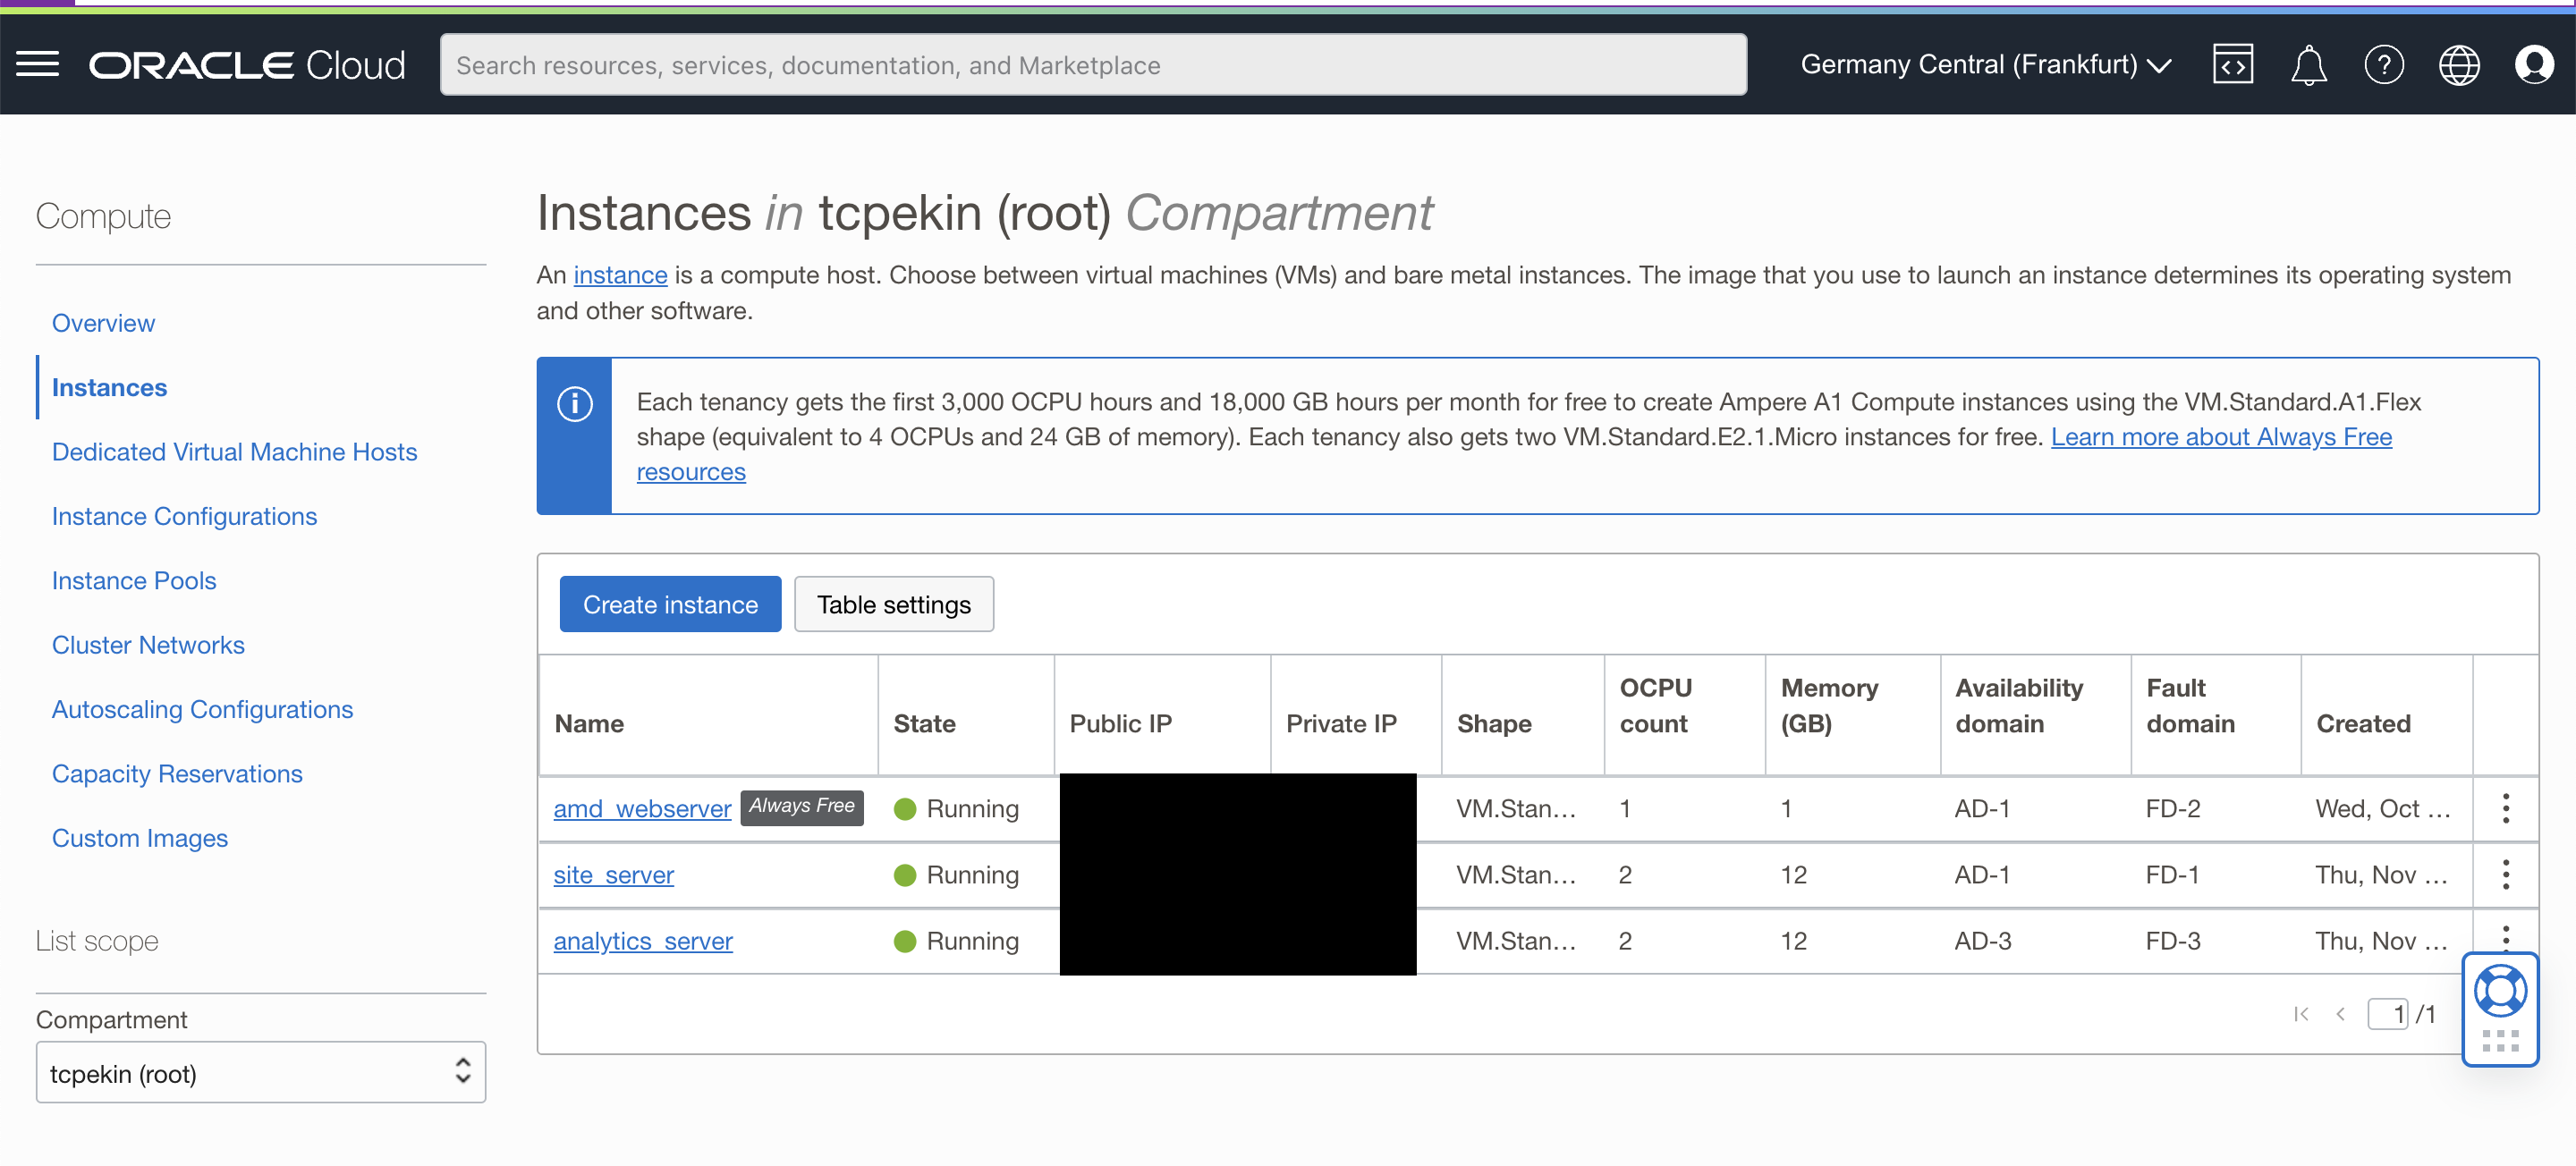 ORACLE Cloud
Search resources, services, documentation, and Marketplace
Germany Central (Frankfurt)
Compute
Overview
Instances
Dedicated Virtual Machine Hosts
Instance Configurations
Instance Pools
Cluster Networks
Autoscaling Configurations
Capacity Reservations
Custom Images
List scope
Compartment
tcpekin (root)
Instances in tcpekin (root) Compartment
An instance is a compute host. Choose between virtual machines (VMs) and bare metal instances. The image that you use to launch an instance determines its operating system
and other software.
Each tenancy gets the first 3,000 OCPU hours and 18,000 GB hours per month for free to create Ampere A1 Compute instances using the VM.Standard.A1.Flex
shape (equivalent to 4 OCPUs and 24 GB of memory). Each tenancy also gets two VM.Standard.E2.1.Micro instances for free. Learn more about Always Free
resources
Create instance Table settings
Name State Public IP Private IP Shape OCPU count Memory (GB) Availability domain Fault domain Created
amd_webserver Always Free Running VM.Stan... 1 1 AD-1 FD-2 Wed, Oct ...
site_server Running VM.Stan... 2 12 AD-1 FD-1 Thu, Nov ...
analytics_server Running VM.Stan... 2 12 AD-3 FD-3 Thu, Nov ...
1 /1